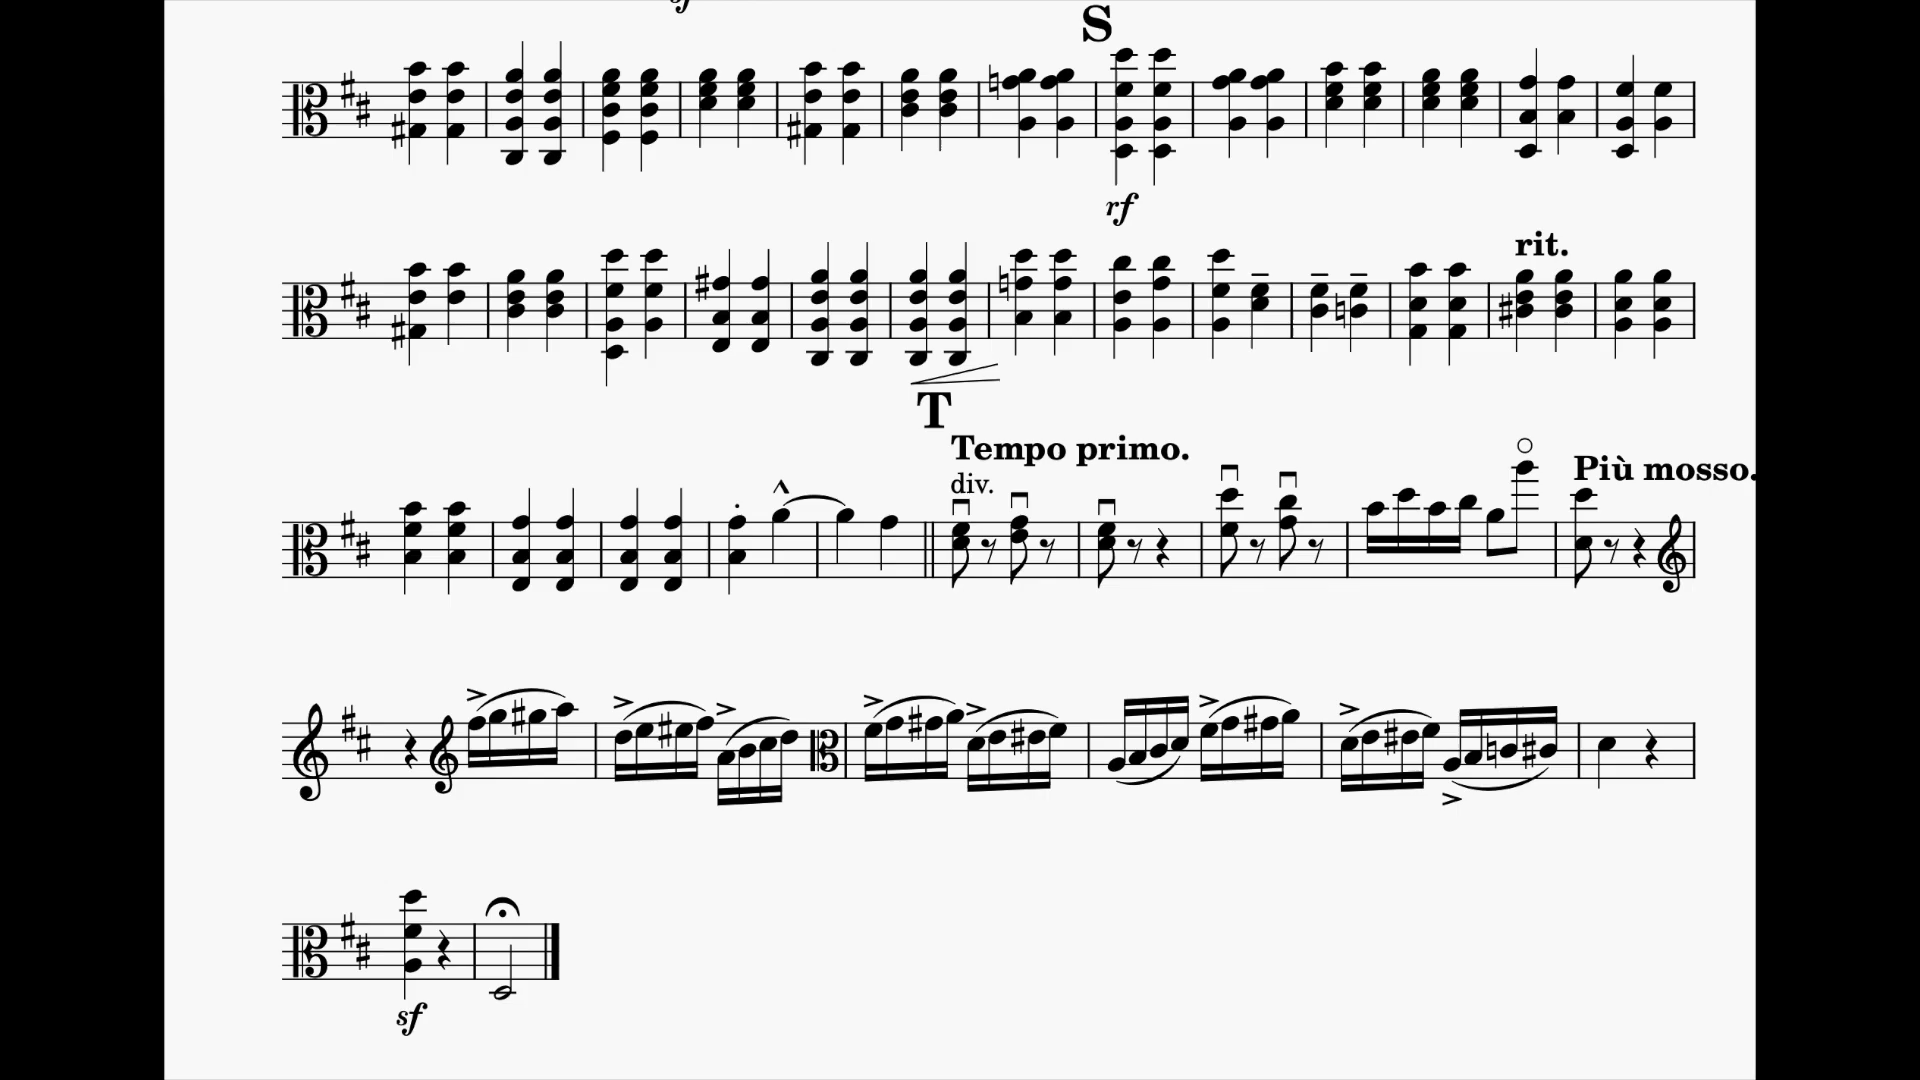 S
rf
rit.
T
Tempo primo.
div.
Più mosso.
sf